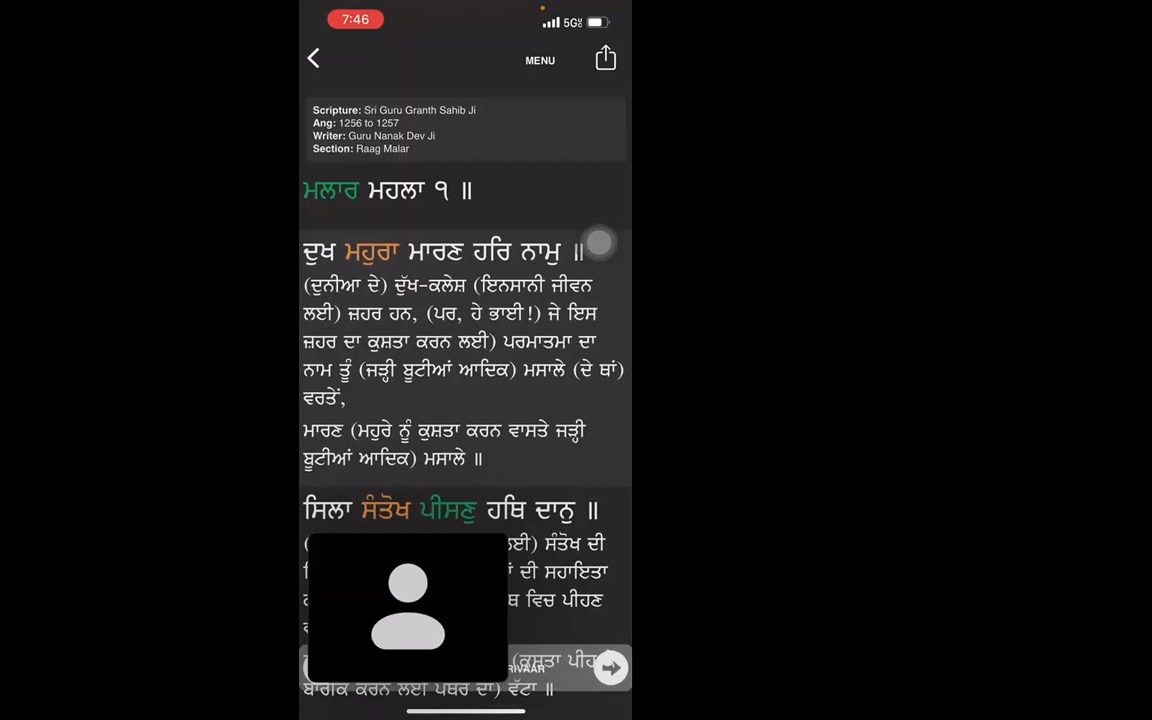 7:46
5G
MENU
Scripture: Sri Guru Granth Sahib Ji
Ang: 1256 to 1257
Writer: Guru Nanak Dev Ji
Section: Raag Malar
ਮਲਾਰ ਮਹਲਾ ੧ ॥
ਦੁਖ ਮਹੁਰਾ ਮਾਰਣ ਹਰਿ ਨਾਮੁ ॥
(ਦੁਨੀਆ ਦੇ) ਦੁੱਖ-ਕਲੇਸ਼ (ਇਨਸਾਨੀ ਜੀਵਨ
ਲਈ) ਜ਼ਹਰ ਹਨ, (ਪਰ, ਹੇ ਭਾਈ!) ਜੇ ਇਸ
ਜ਼ਹਰ ਦਾ ਕੁਸ਼ਤਾ ਕਰਨ ਲਈ) ਪਰਮਾਤਮਾ ਦਾ
ਨਾਮ ਤੂੰ (ਜੜ੍ਹੀ ਬੂਟੀਆਂ ਆਦਿਕ) ਮਸਾਲੇ (ਦੇ ਥਾਂ)
ਵਰਤੇਂ,
ਮਾਰਣ (ਮਹੁਰੇ ਨੂੰ ਕੁਸ਼ਤਾ ਕਰਨ ਵਾਸਤੇ ਜੜ੍ਹੀ
ਬੂਟੀਆਂ ਆਦਿਕ) ਮਸਾਲੇ ॥
ਸਿਲਾ ਸੰਤੋਖ ਪੀਸਣੁ ਹਥਿ ਦਾਨੁ ॥
ਲਈ) ਸੰਤੋਖ ਦੀ
ਦੀ ਸਹਾਇਤਾ
ਵਿਚ ਪੀਹਣ
(ਕੁਸ਼ਤਾ ਪੀਹ
ਬਾਰੀਕ ਕਰਨ ਲਈ ਪੱਥਰ ਦਾ) ਵੱਟਾ ॥